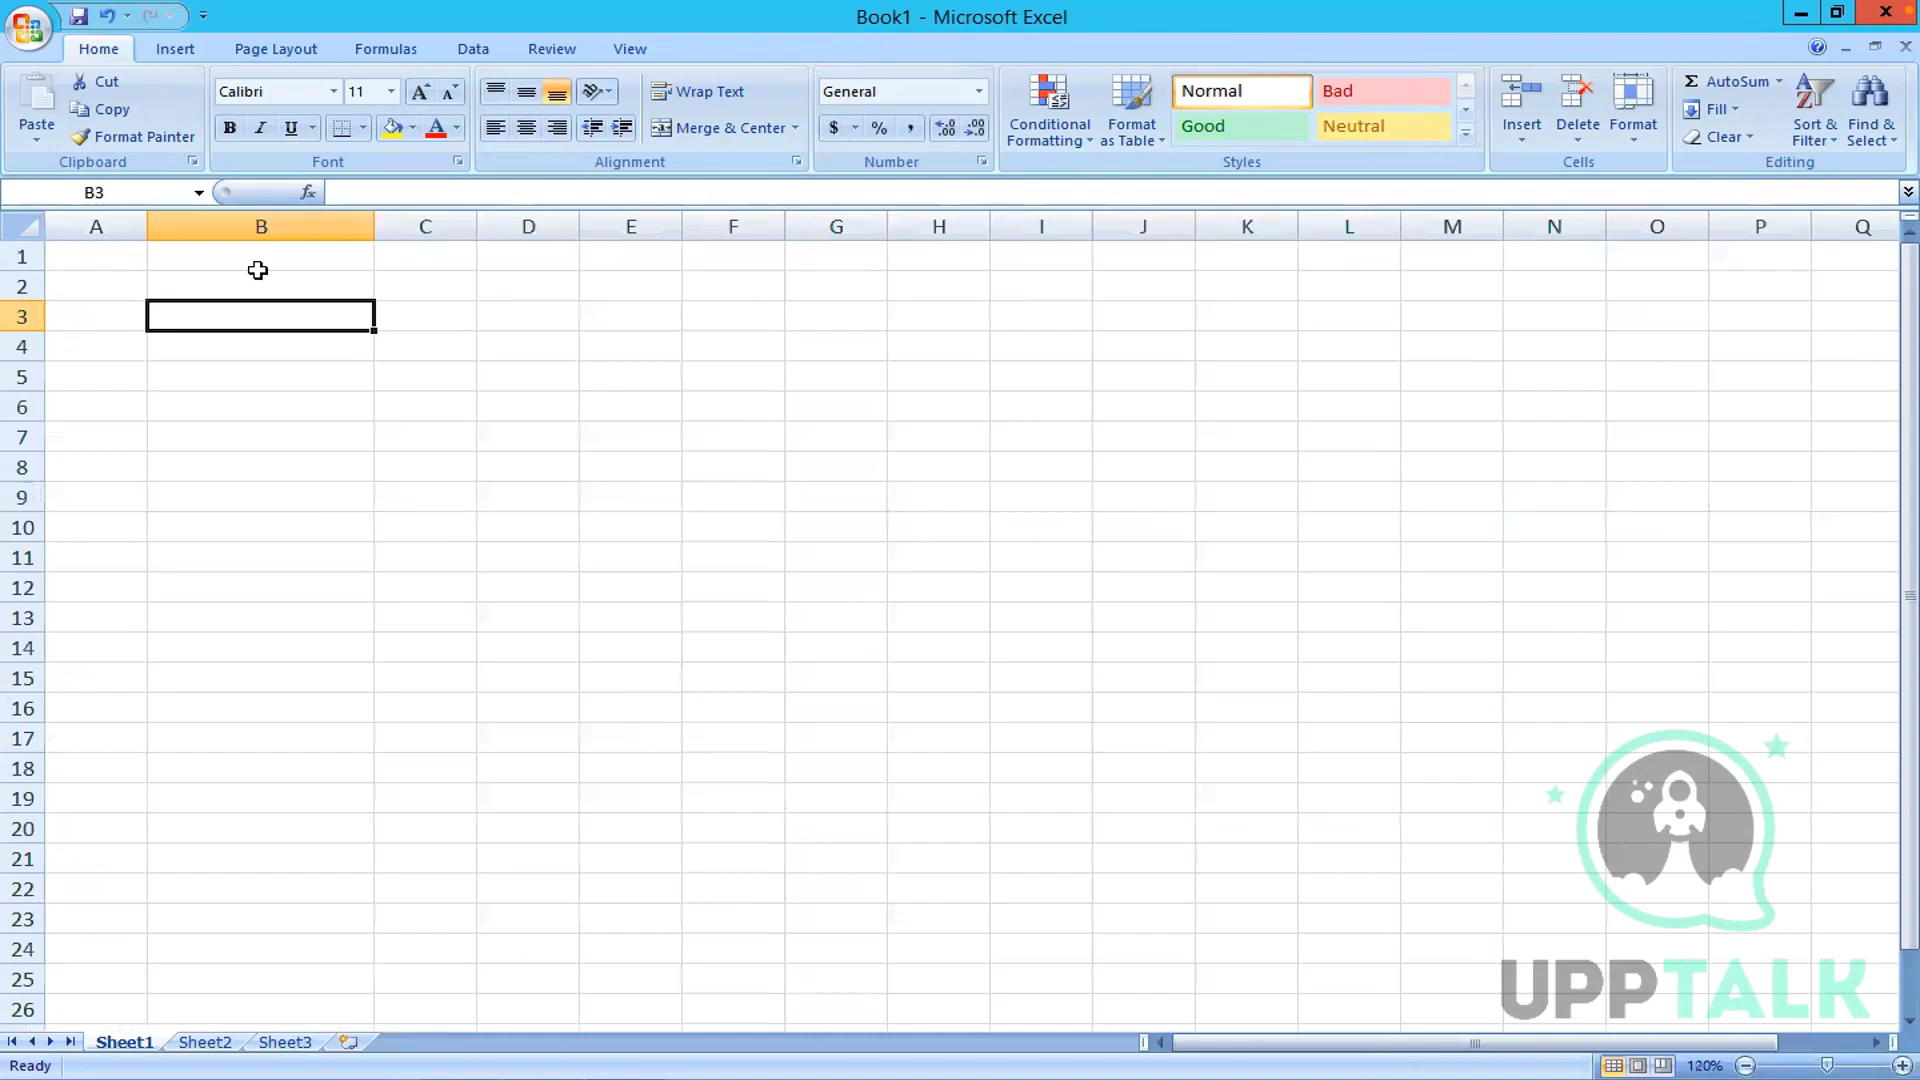 Book1 - Microsoft Excel
Home Insert Page Layout Formulas Data Review View
Paste
Cut
Copy
Format Painter
Clipboard
Calibri 11
B I U
Font
Wrap Text
Merge & Center
Alignment
General
$ % ,
Number
Conditional Formatting
Format as Table
Normal Bad
Good Neutral
Styles
Insert Delete Format
Cells
Σ AutoSum
Fill
Clear
Sort & Filter
Find & Select
Editing
B3 fx
A B C D E F G H I J K L M N O P Q
1
2
3
4
5
6
7
8
9
10
11
12
13
14
15
16
17
18
19
20
21
22
23
24
25
26
UPPTALK
Sheet1 Sheet2 Sheet3
Ready 120%